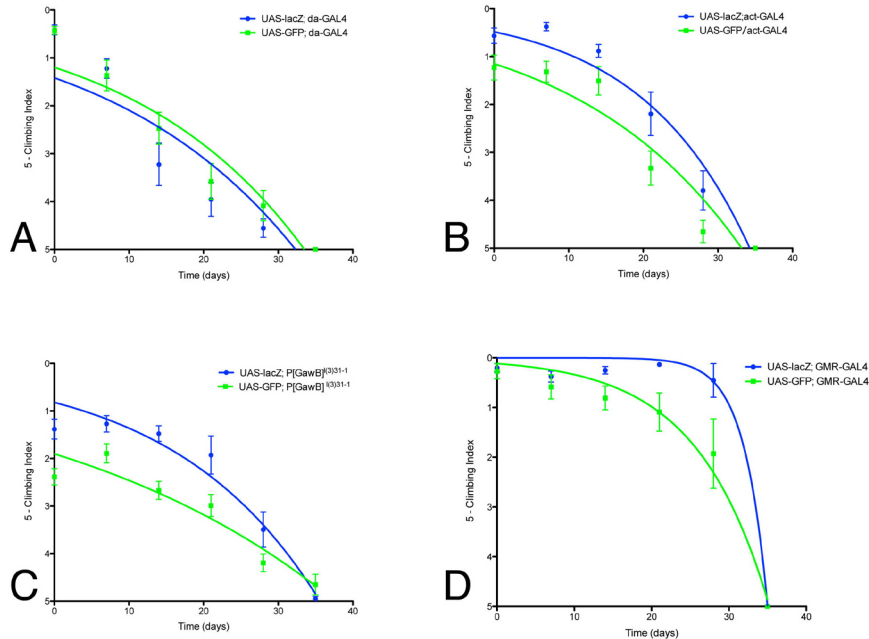 UAS-lacZ; da-GAL4
UAS-GFP; da-GAL4
0
1
2
3
4
5
5 - Climbing Index
0
10
20
30
40
Time (days)
A
UAS-lacZ;act-GAL4
UAS-GFP/act-GAL4
0
1
2
3
4
5
5 - Climbing Index
0
10
20
30
40
Time (days)
B
UAS-lacZ; P[GawB]l(3)31-1
UAS-GFP; P[GawB] l(3)31-1
0
1
2
3
4
5
5 - Climbing Index
0
10
20
30
40
Time (days)
C
UAS-lacZ; GMR-GAL4
UAS-GFP; GMR-GAL4
0
1
2
3
4
5
5 - Climbing Index
0
10
20
30
40
Time (days)
D